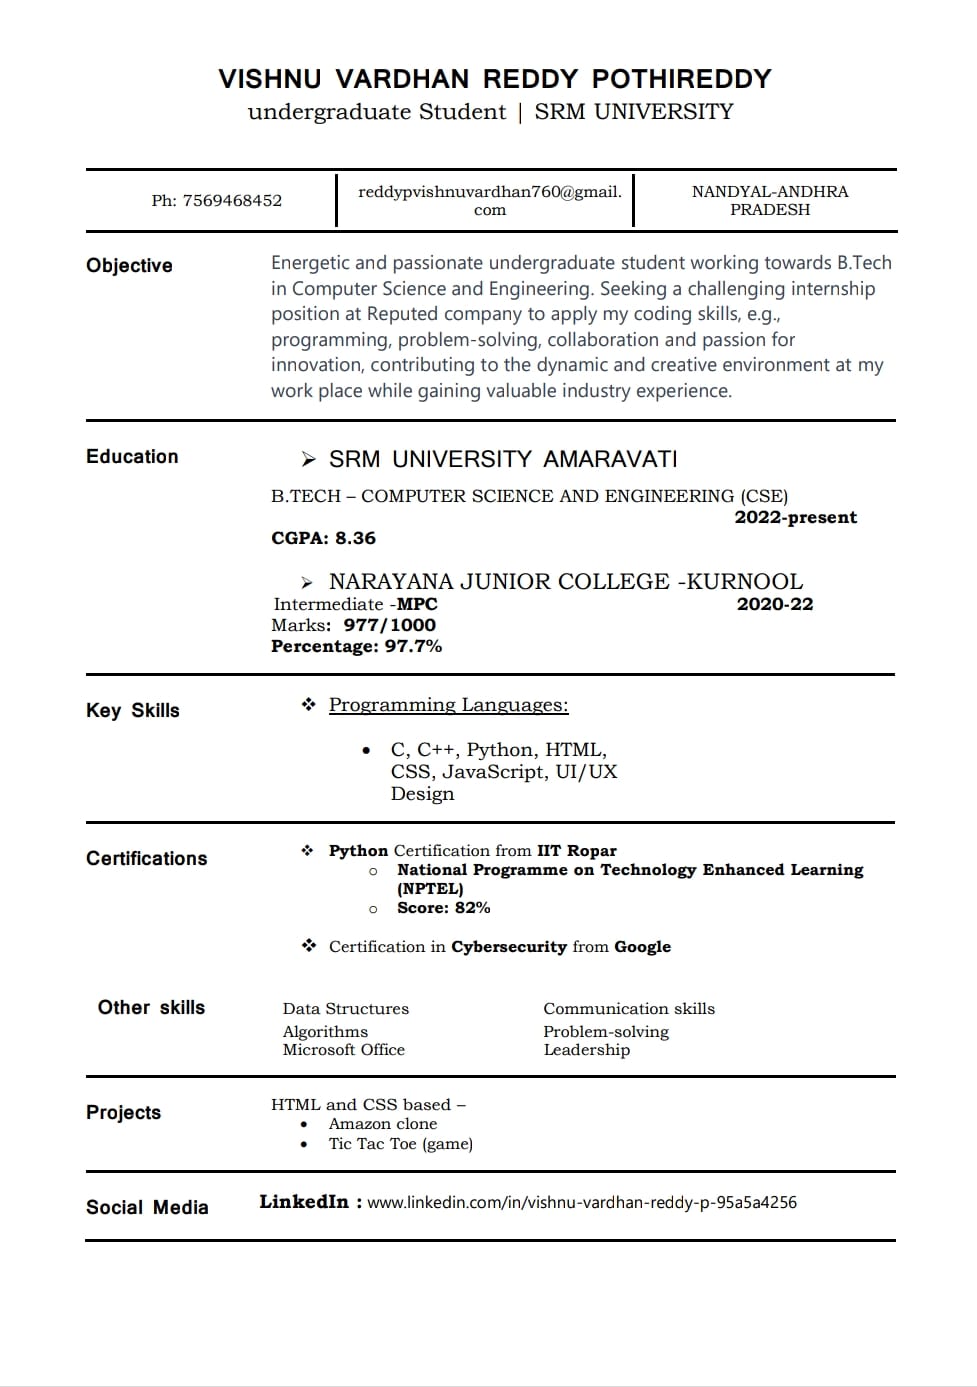 VISHNU VARDHAN REDDY POTHIREDDY
undergraduate Student | SRM UNIVERSITY
Ph: 7569468452
reddypvishnuvardhan760@gmail.
com
NANDYAL-ANDHRA
PRADESH
Objective
Energetic and passionate undergraduate student working towards B.Tech
in Computer Science and Engineering. Seeking a challenging internship
position at Reputed company to apply my coding skills, e.g.,
programming, problem-solving, collaboration and passion for
innovation, contributing to the dynamic and creative environment at my
work place while gaining valuable industry experience.
Education
➢ SRM UNIVERSITY AMARAVATI
B.TECH – COMPUTER SCIENCE AND ENGINEERING (CSE)
2022-present
CGPA: 8.36
➢ NARAYANA JUNIOR COLLEGE -KURNOOL
Intermediate -MPC 2020-22
Marks: 977/1000
Percentage: 97.7%
Key Skills
❖ Programming Languages:
• C, C++, Python, HTML,
CSS, JavaScript, UI/UX
Design
Certifications
❖ Python Certification from IIT Ropar
o National Programme on Technology Enhanced Learning
(NPTEL)
o Score: 82%
❖ Certification in Cybersecurity from Google
Other skills
Data Structures
Algorithms
Microsoft Office
Communication skills
Problem-solving
Leadership
Projects
HTML and CSS based –
• Amazon clone
• Tic Tac Toe (game)
Social Media
LinkedIn : www.linkedin.com/in/vishnu-vardhan-reddy-p-95a5a4256